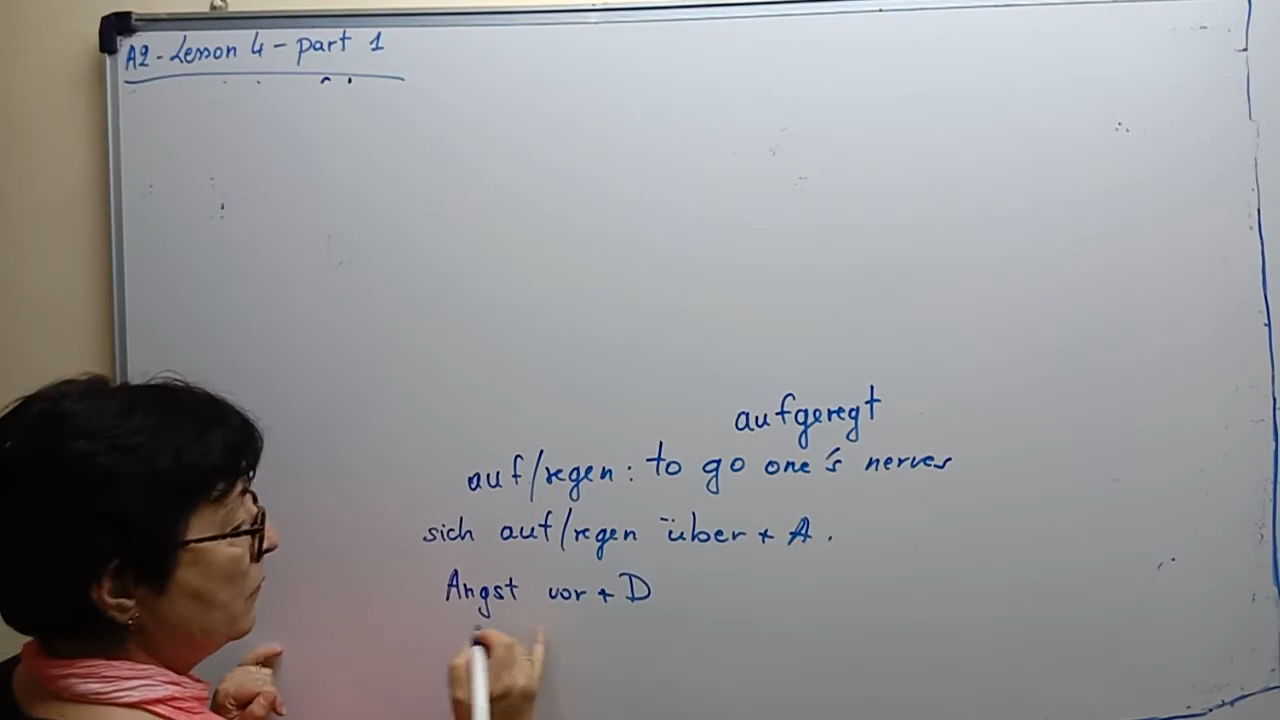 A2 - Lesson 4 - part 1
aufgeregt
auf/regen : to go one's nerves
sich auf/regen über + A.
Angst vor + D